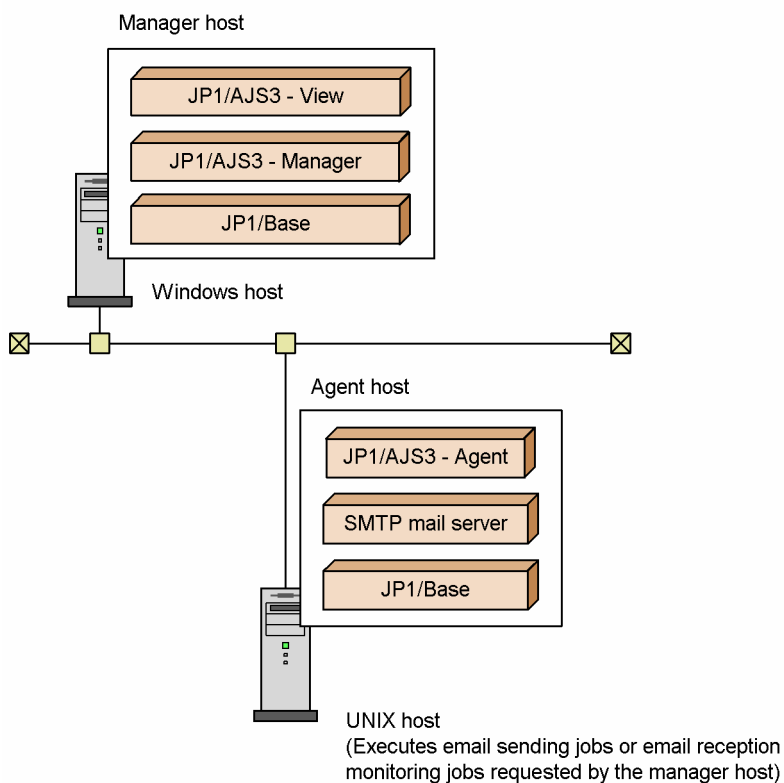 Manager host
JP1/AJS3 - View
JP1/AJS3 - Manager
JP1/Base
Windows host
Agent host
JP1/AJS3 - Agent
SMTP mail server
JP1/Base
UNIX host
(Executes email sending jobs or email reception
monitoring jobs requested by the manager host)